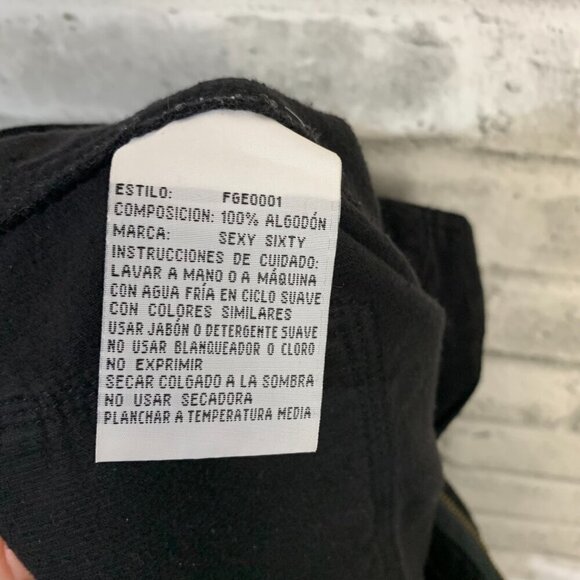 ESTILO: FGE0001
COMPOSICION: 100% ALGODÓN
MARCA: SEXY SIXTY
INSTRUCCIONES DE CUIDADO:
LAVAR A MANO O A MÁQUINA
CON AGUA FRÍA EN CICLO SUAVE
CON COLORES SIMILARES
USAR JABÓN O DETERGENTE SUAVE
NO USAR BLANQUEADOR O CLORO
NO EXPRIMIR
SECAR COLGADO A LA SOMBRA
NO USAR SECADORA
PLANCHAR A TEMPERATURA MEDIA